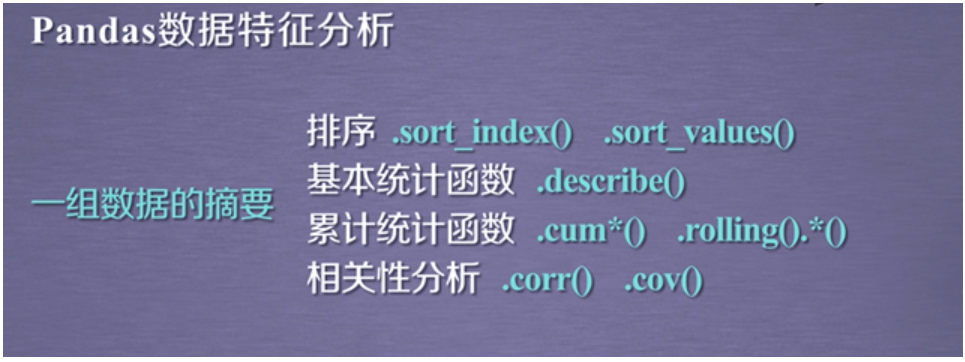 Pandas数据特征分析
排序 .sort_index() .sort_values()
基本统计函数 .describe()
一组数据的摘要
累计统计函数 .cum*() .rolling().*()
相关性分析 .corr() .cov()